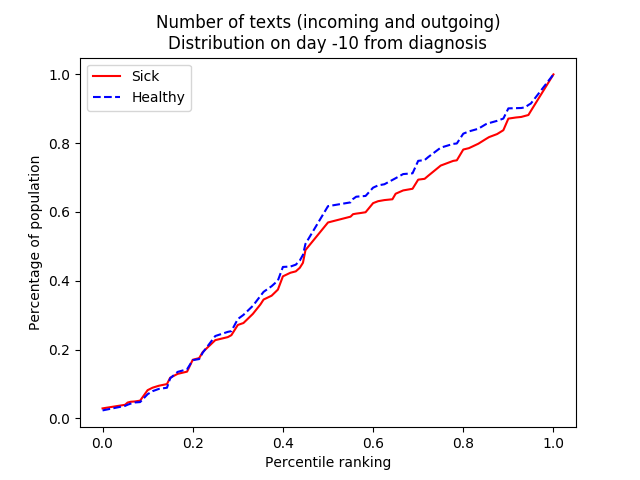 Number of texts (incoming and outgoing)
Distribution on day -10 from diagnosis
Sick
Healthy
Percentage of population
1.0
0.8
0.6
0.4
0.2
0.0
0.0 0.2 0.4 0.6 0.8 1.0
Percentile ranking